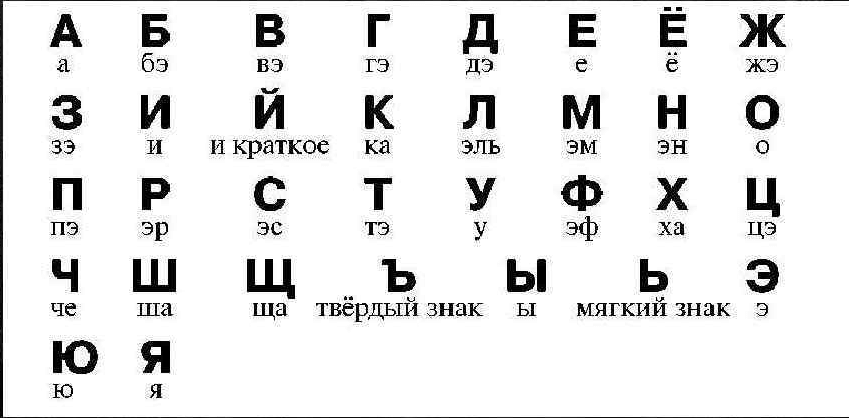 А Б В Г Д Е Ё Ж
а бэ вэ гэ дэ е ё жэ
З И Й К Л М Н О
зэ и и краткое ка эль эм эн о
П Р С Т У Ф Х Ц
пэ эр эс тэ у эф ха цэ
Ч Ш Щ Ъ Ы Ь Э
че ша ща твёрдый знак ы мягкий знак э
Ю Я
ю я